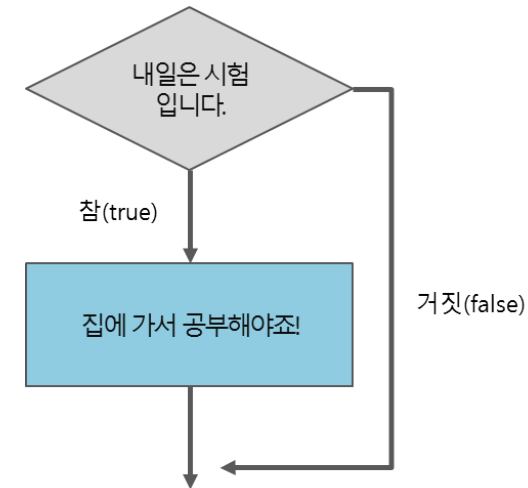 내일은 시험
입니다.
참(true)
집에 가서 공부해야죠!
거짓(false)